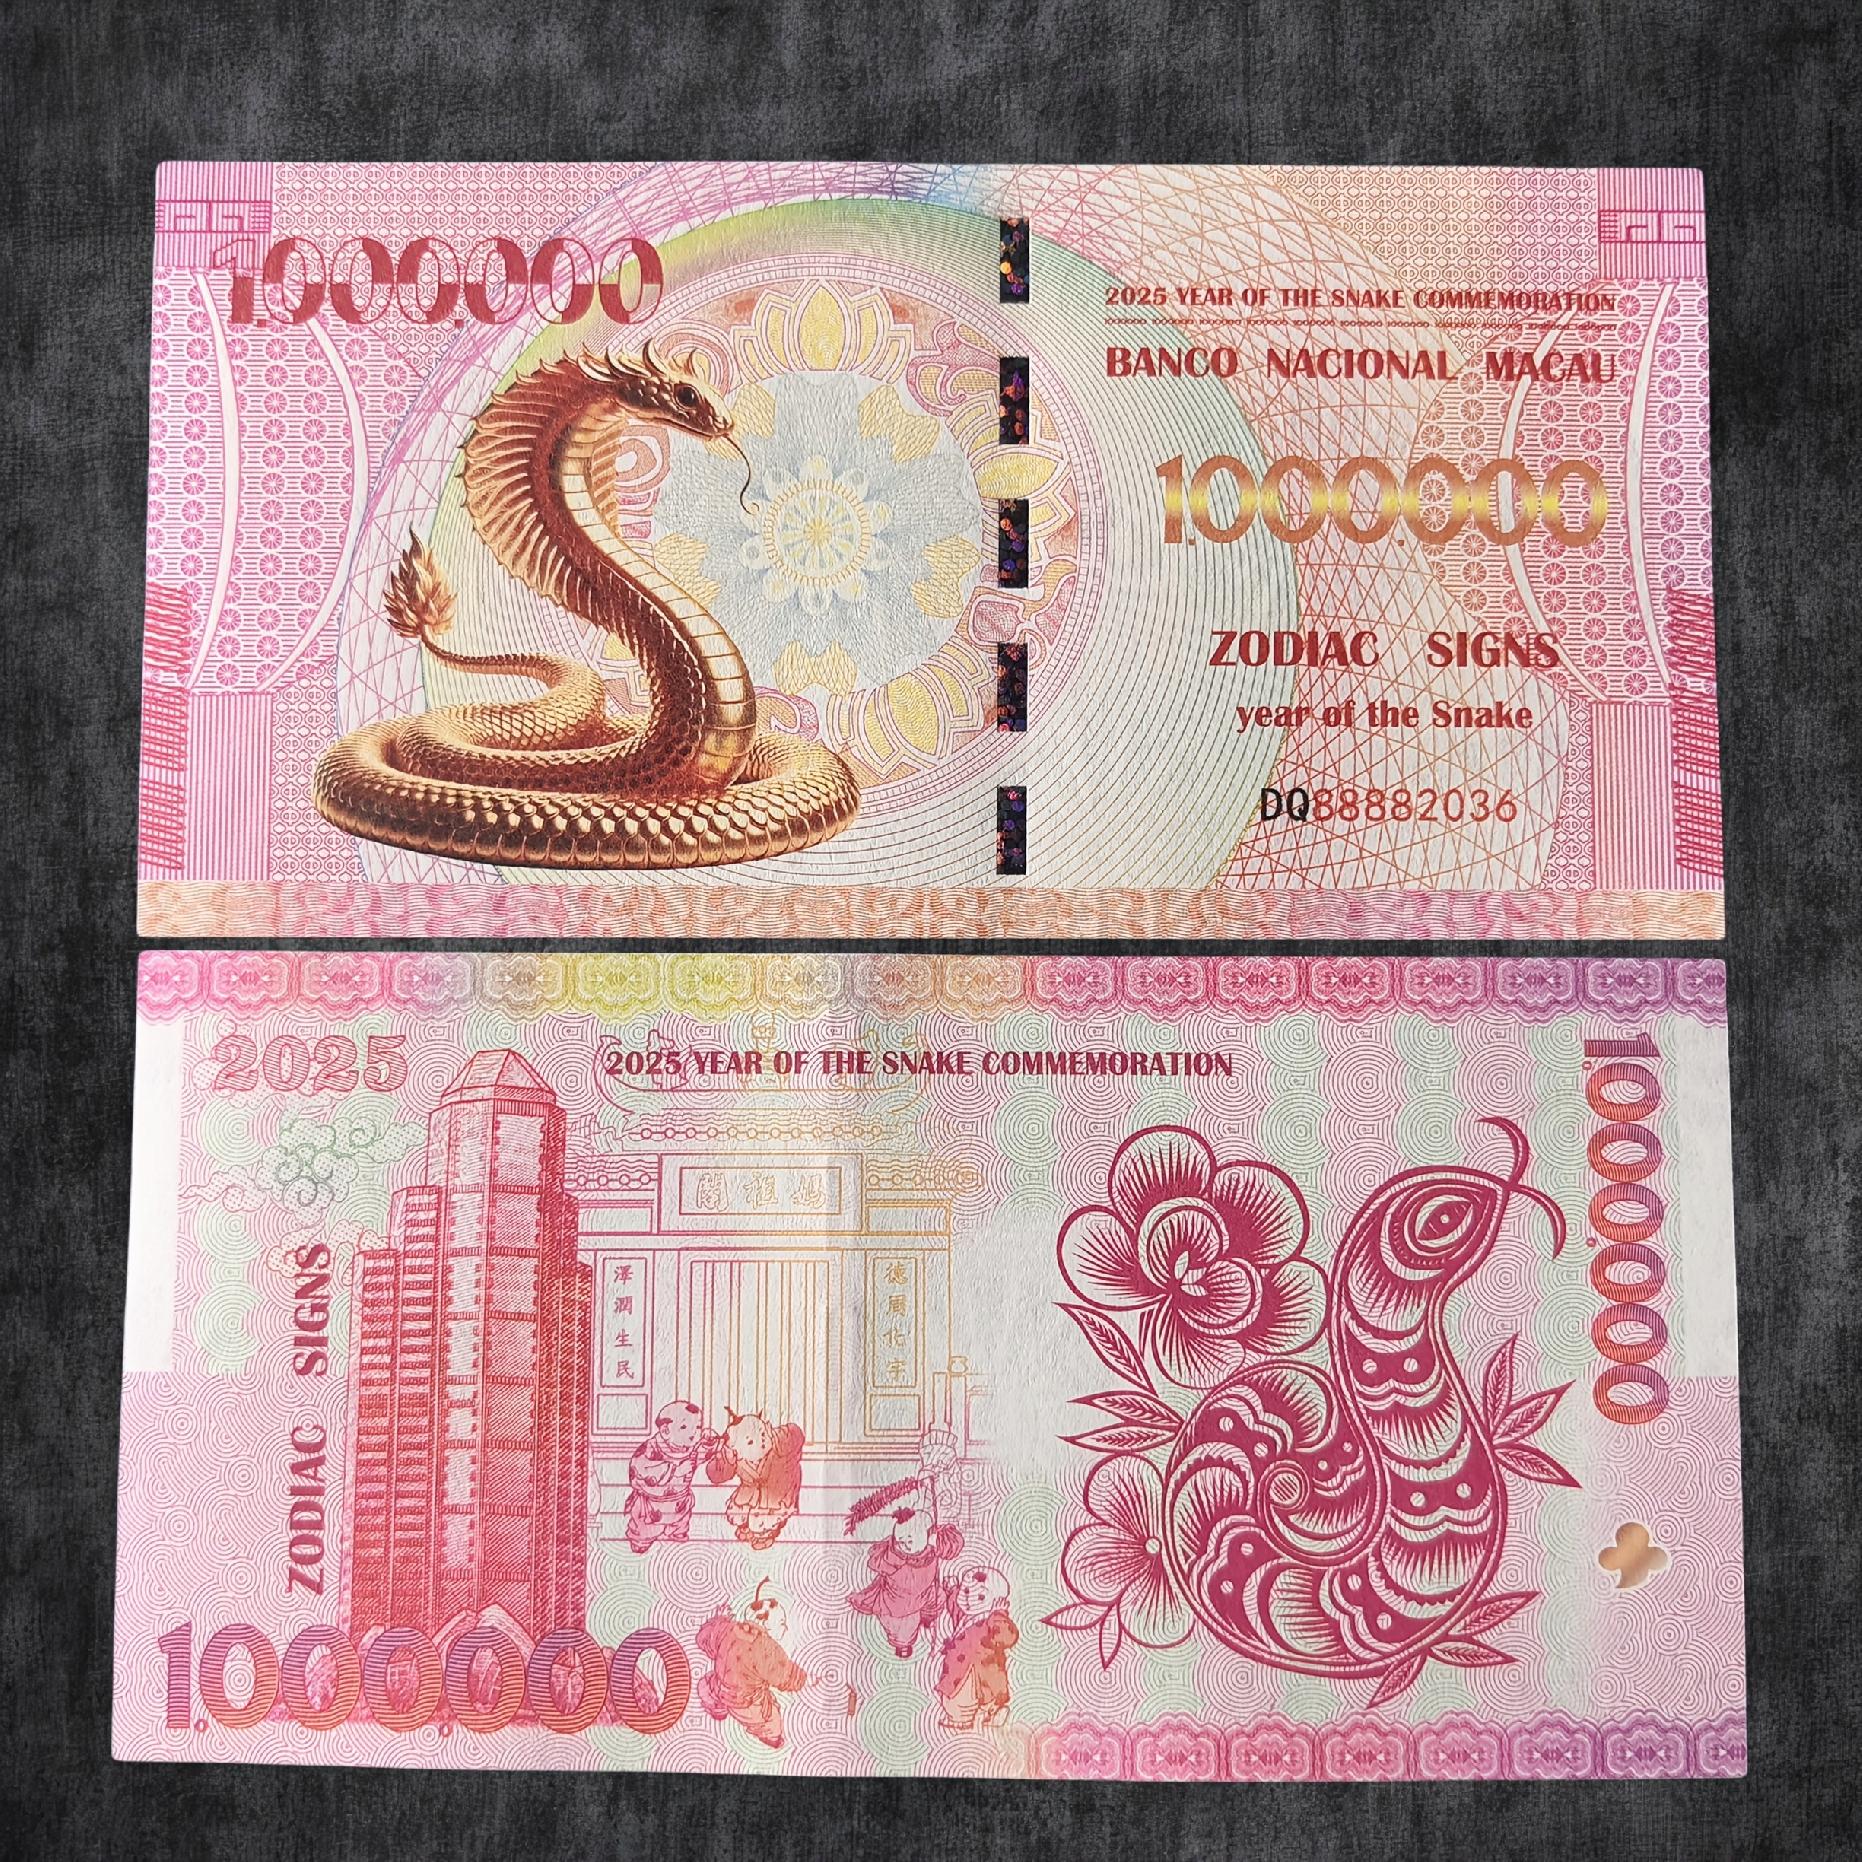 1.000.000
2025 YEAR OF THE SNAKE COMMEMORATION
BANCO NACIONAL MACAU
1.000.000
ZODIAC SIGNS
year of the Snake
DQ88882036
2025
2025 YEAR OF THE SNAKE COMMEMORATION
1.000.000
閣祖媽
澤潤生民
德周化宇
ZODIAC SIGNS
1.000.000